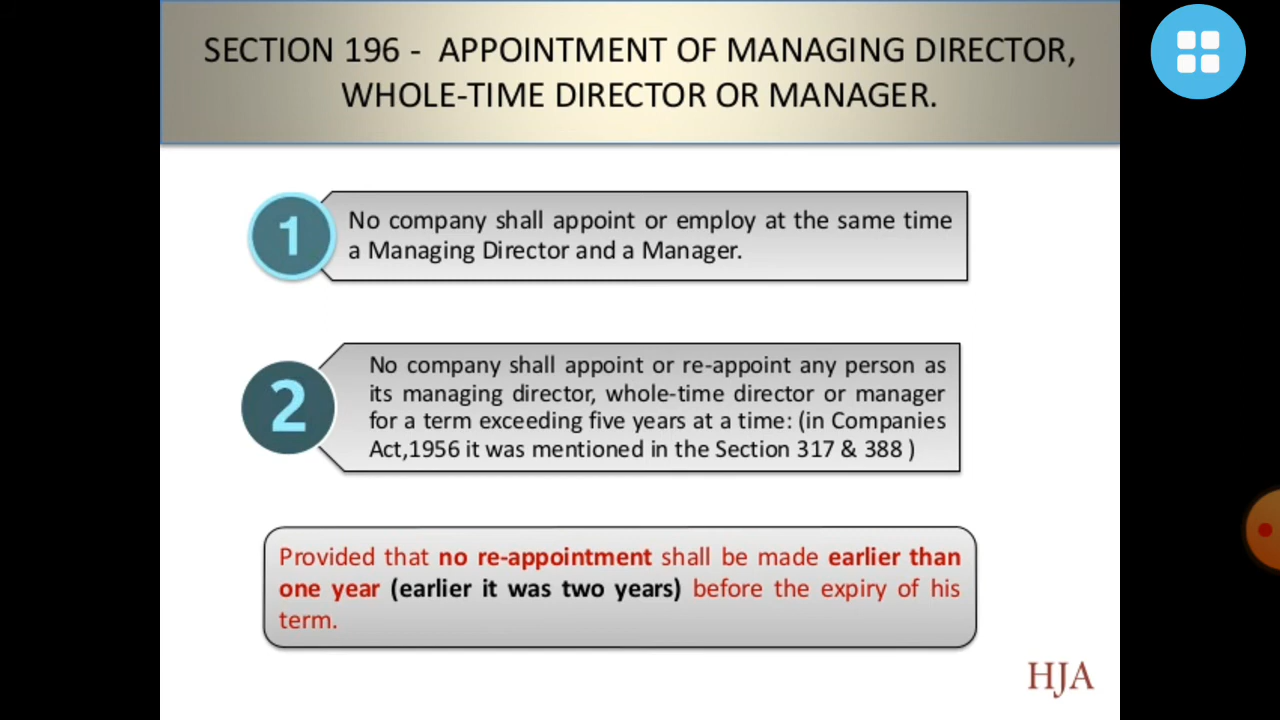 SECTION 196 - APPOINTMENT OF MANAGING DIRECTOR,
WHOLE-TIME DIRECTOR OR MANAGER.
1
No company shall appoint or employ at the same time
a Managing Director and a Manager.
2
No company shall appoint or re-appoint any person as
its managing director, whole-time director or manager
for a term exceeding five years at a time: (in Companies
Act,1956 it was mentioned in the Section 317 & 388 )
Provided that no re-appointment shall be made earlier than
one year (earlier it was two years) before the expiry of his
term.
HJA